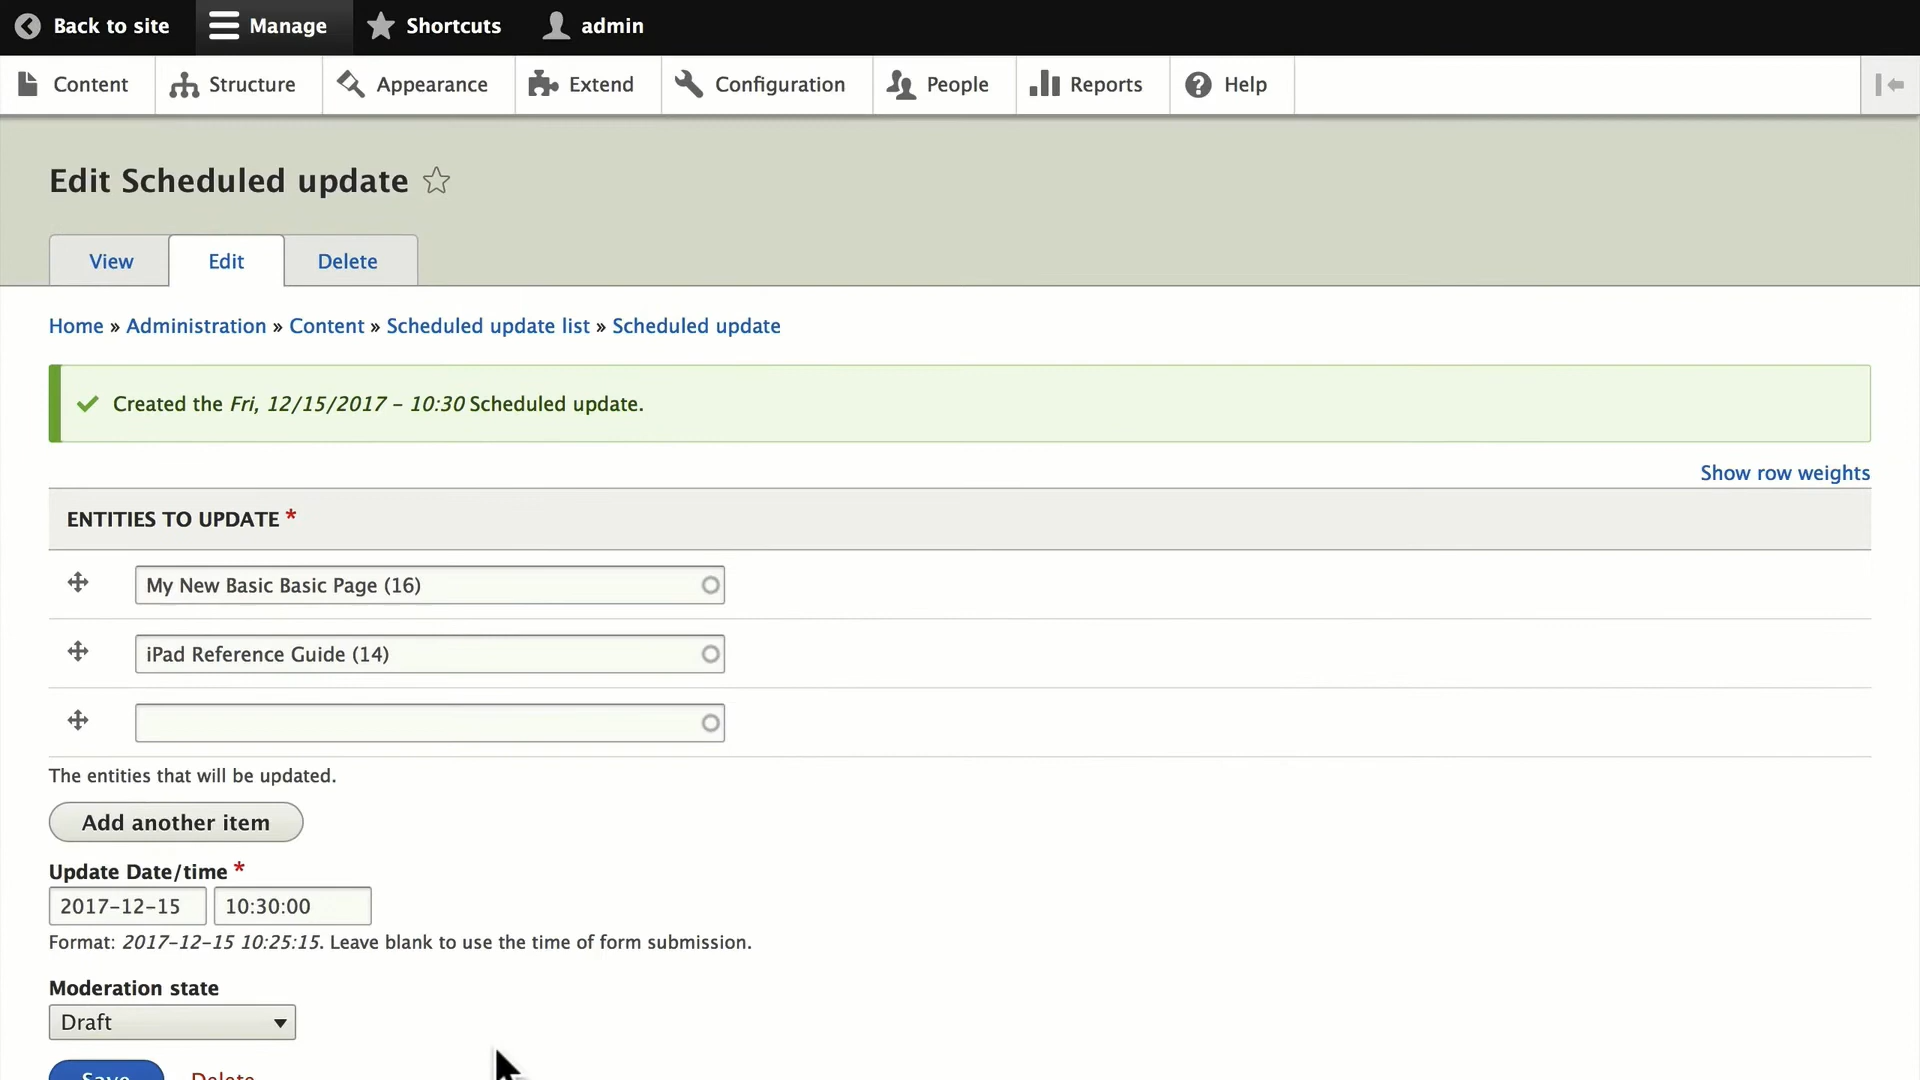 Back to site Manage Shortcuts admin
Content Structure Appearance Extend Configuration People Reports Help
Edit Scheduled update
View Edit Delete
Home » Administration » Content » Scheduled update list » Scheduled update
Created the Fri, 12/15/2017 - 10:30 Scheduled update.
Show row weights
ENTITIES TO UPDATE *
My New Basic Basic Page (16)
iPad Reference Guide (14)
The entities that will be updated.
Add another item
Update Date/time *
2017-12-15 10:30:00
Format: 2017-12-15 10:25:15. Leave blank to use the time of form submission.
Moderation state
Draft
Save Delete